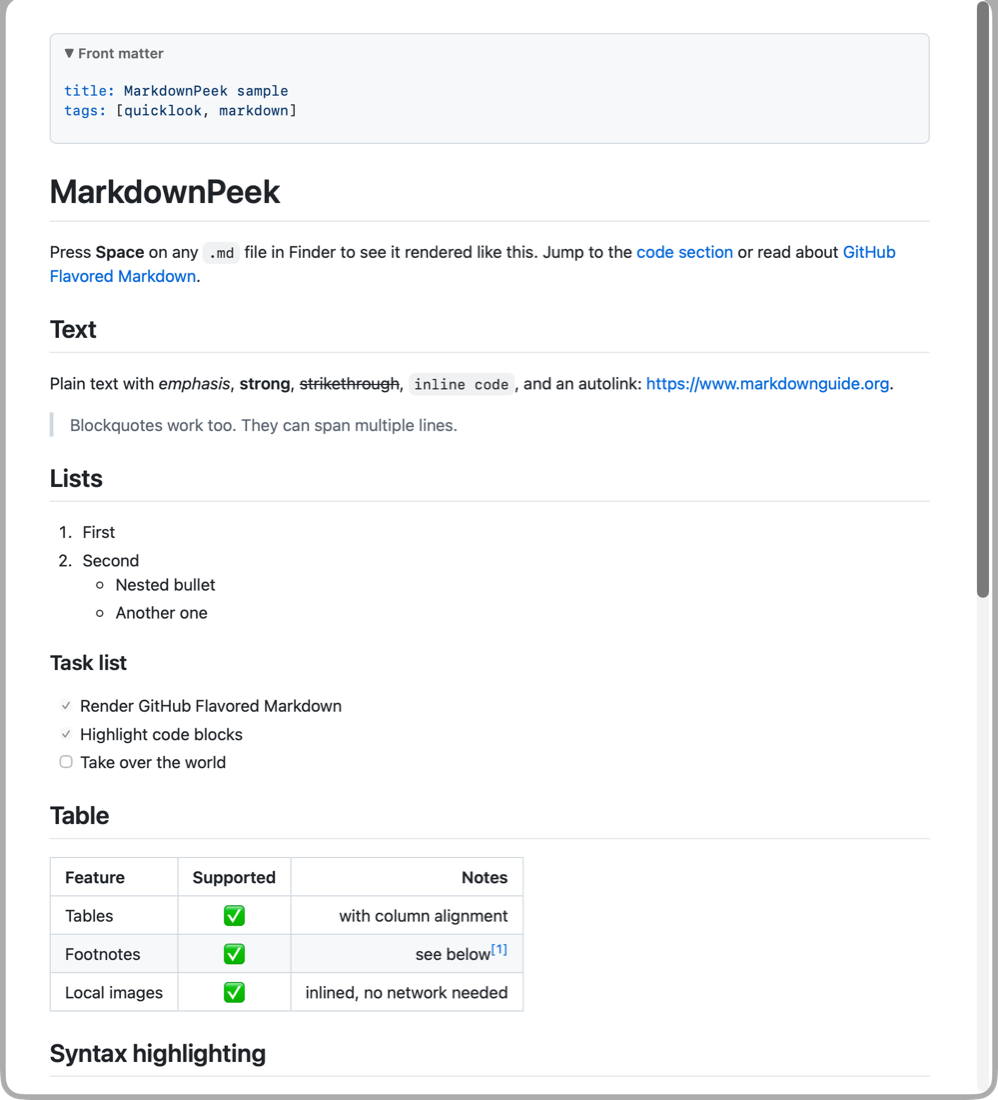 ▼ Front matter
title: MarkdownPeek sample
tags: [quicklook, markdown]
MarkdownPeek
Press Space on any .md file in Finder to see it rendered like this. Jump to the code section or read about GitHub
Flavored Markdown.
Text
Plain text with emphasis, strong, strikethrough, inline code, and an autolink: https://www.markdownguide.org.
Blockquotes work too. They can span multiple lines.
Lists
1. First
2. Second
Nested bullet
Another one
Task list
Render GitHub Flavored Markdown
Highlight code blocks
Take over the world
Table
Feature Supported Notes
Tables ✅ with column alignment
Footnotes ✅ see below[1]
Local images ✅ inlined, no network needed
Syntax highlighting